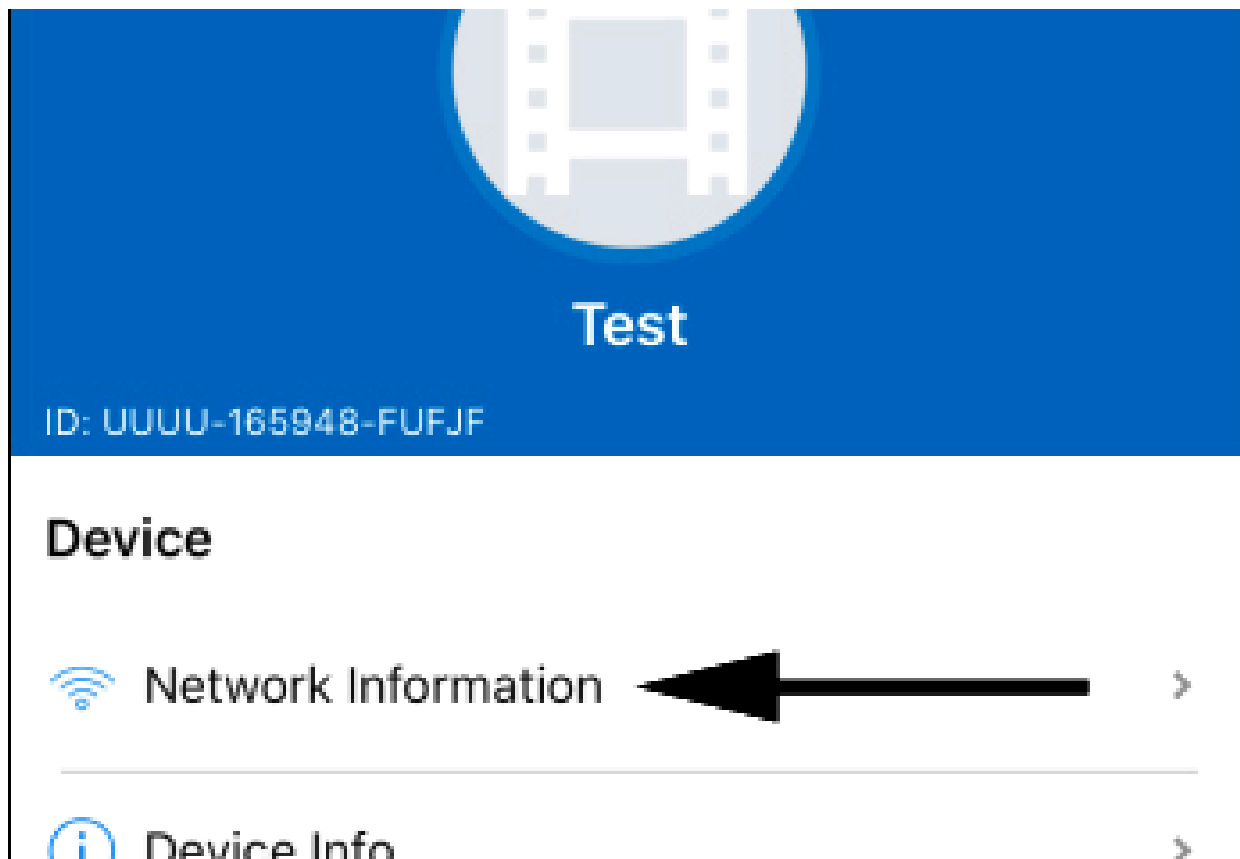 Test
ID: UUUU-165948-FUFJF
Device
Network Information
Device Info